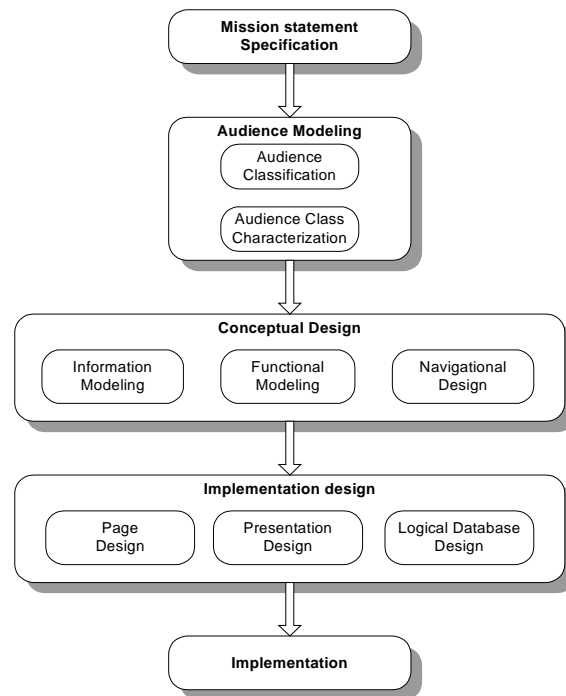 Mission statement
Specification
Audience Modeling
Audience
Classification
Audience Class
Characterization
Conceptual Design
Information
Modeling
Functional
Modeling
Navigational
Design
Implementation design
Page
Design
Presentation
Design
Logical Database
Design
Implementation